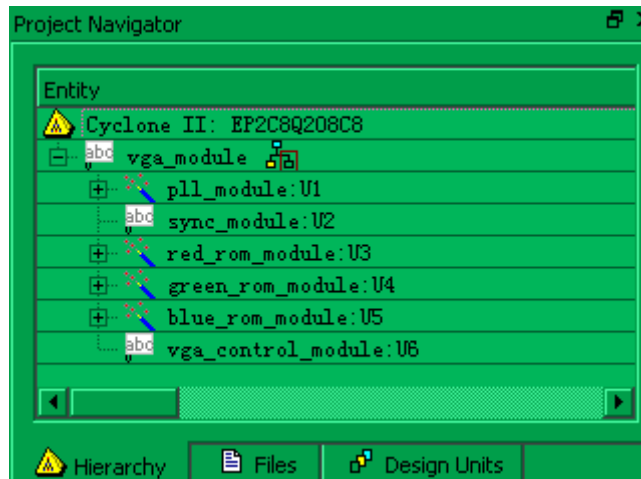 Project Navigator
Entity
Cyclone II: EP2C8Q208C8
abc vga_module
pll_module:U1
abc sync_module:U2
red_rom_module:U3
green_rom_module:U4
blue_rom_module:U5
abc vga_control_module:U6
Hierarchy Files Design Units